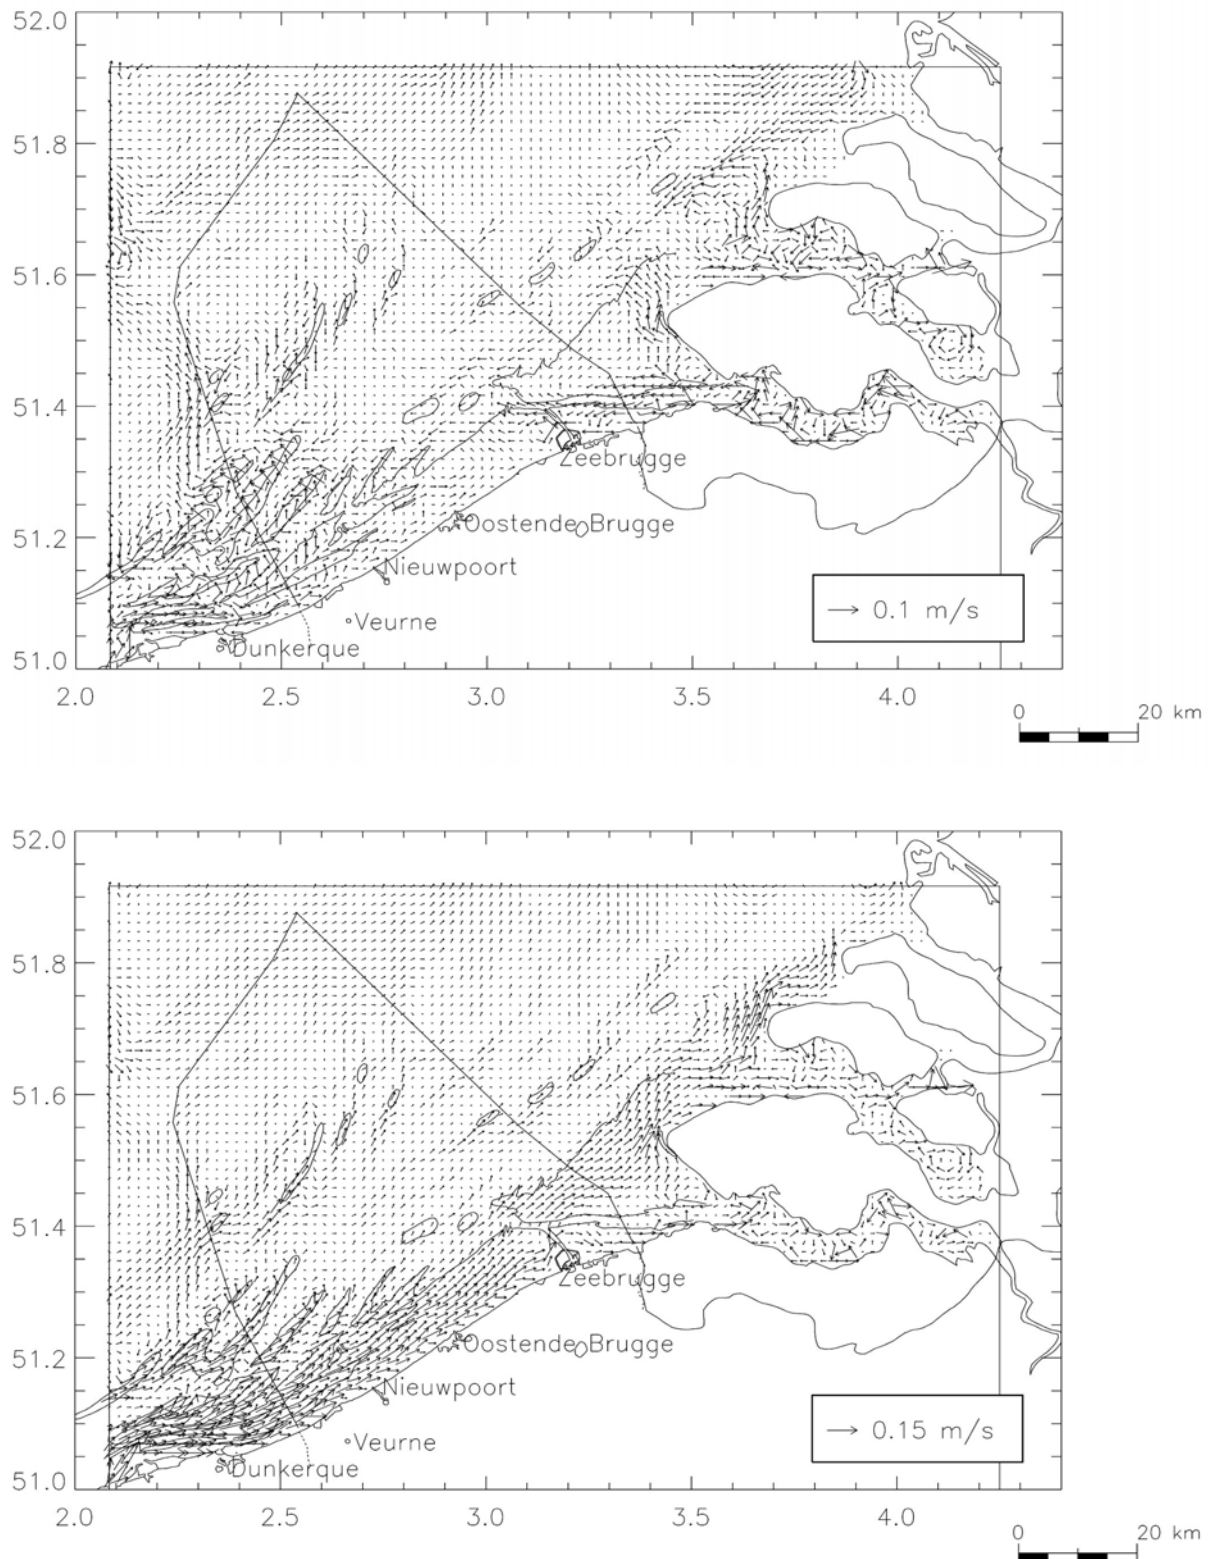 52.0
51.8
51.6
51.4
51.2
51.0
Zeebrugge
Oostende Brugge
Nieuwpoort
Veurne
Dunkerque
0.1 m/s
2.0 2.5 3.0 3.5 4.0
0 20 km
52.0
51.8
51.6
51.4
51.2
51.0
Zeebrugge
Oostende Brugge
Nieuwpoort
Veurne
Dunkerque
0.15 m/s
2.0 2.5 3.0 3.5 4.0
0 20 km